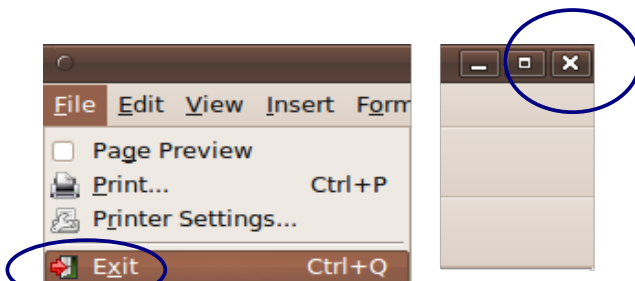 File Edit View Insert Form
Page Preview
Print... Ctrl+P
Printer Settings...
Exit Ctrl+Q